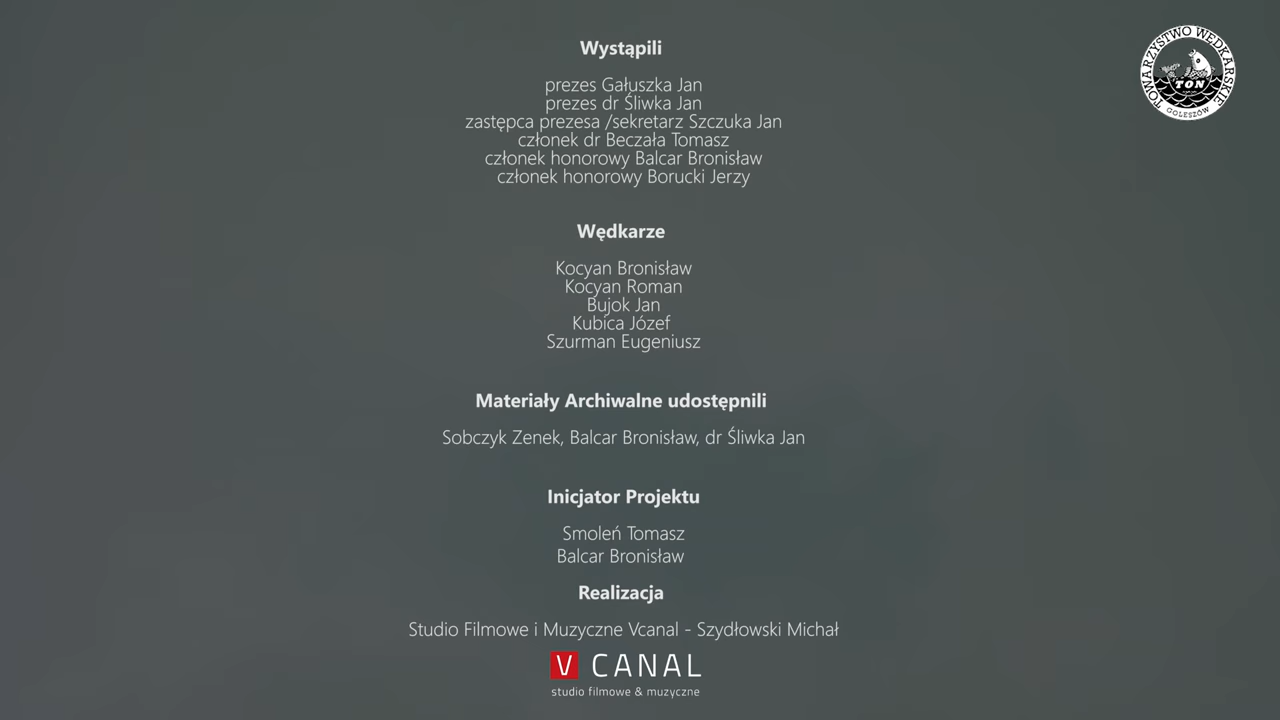 Wystąpili
prezes Gałuszka Jan
prezes dr Śliwka Jan
zastępca prezesa /sekretarz Szczuka Jan
członek dr Beczała Tomasz
członek honorowy Balcar Bronisław
członek honorowy Borucki Jerzy
Wędkarze
Kocyan Bronisław
Kocyan Roman
Bujok Jan
Kubica Józef
Szurman Eugeniusz
Materiały Archiwalne udostępnili
Sobczyk Zenek, Balcar Bronisław, dr Śliwka Jan
Inicjator Projektu
Smoleń Tomasz
Balcar Bronisław
Realizacja
Studio Filmowe i Muzyczne Vcanal - Szydłowski Michał
V CANAL
studio filmowe & muzyczne
TOWARZYSTWO WĘDKARSKIE
TON
GOLESZÓW